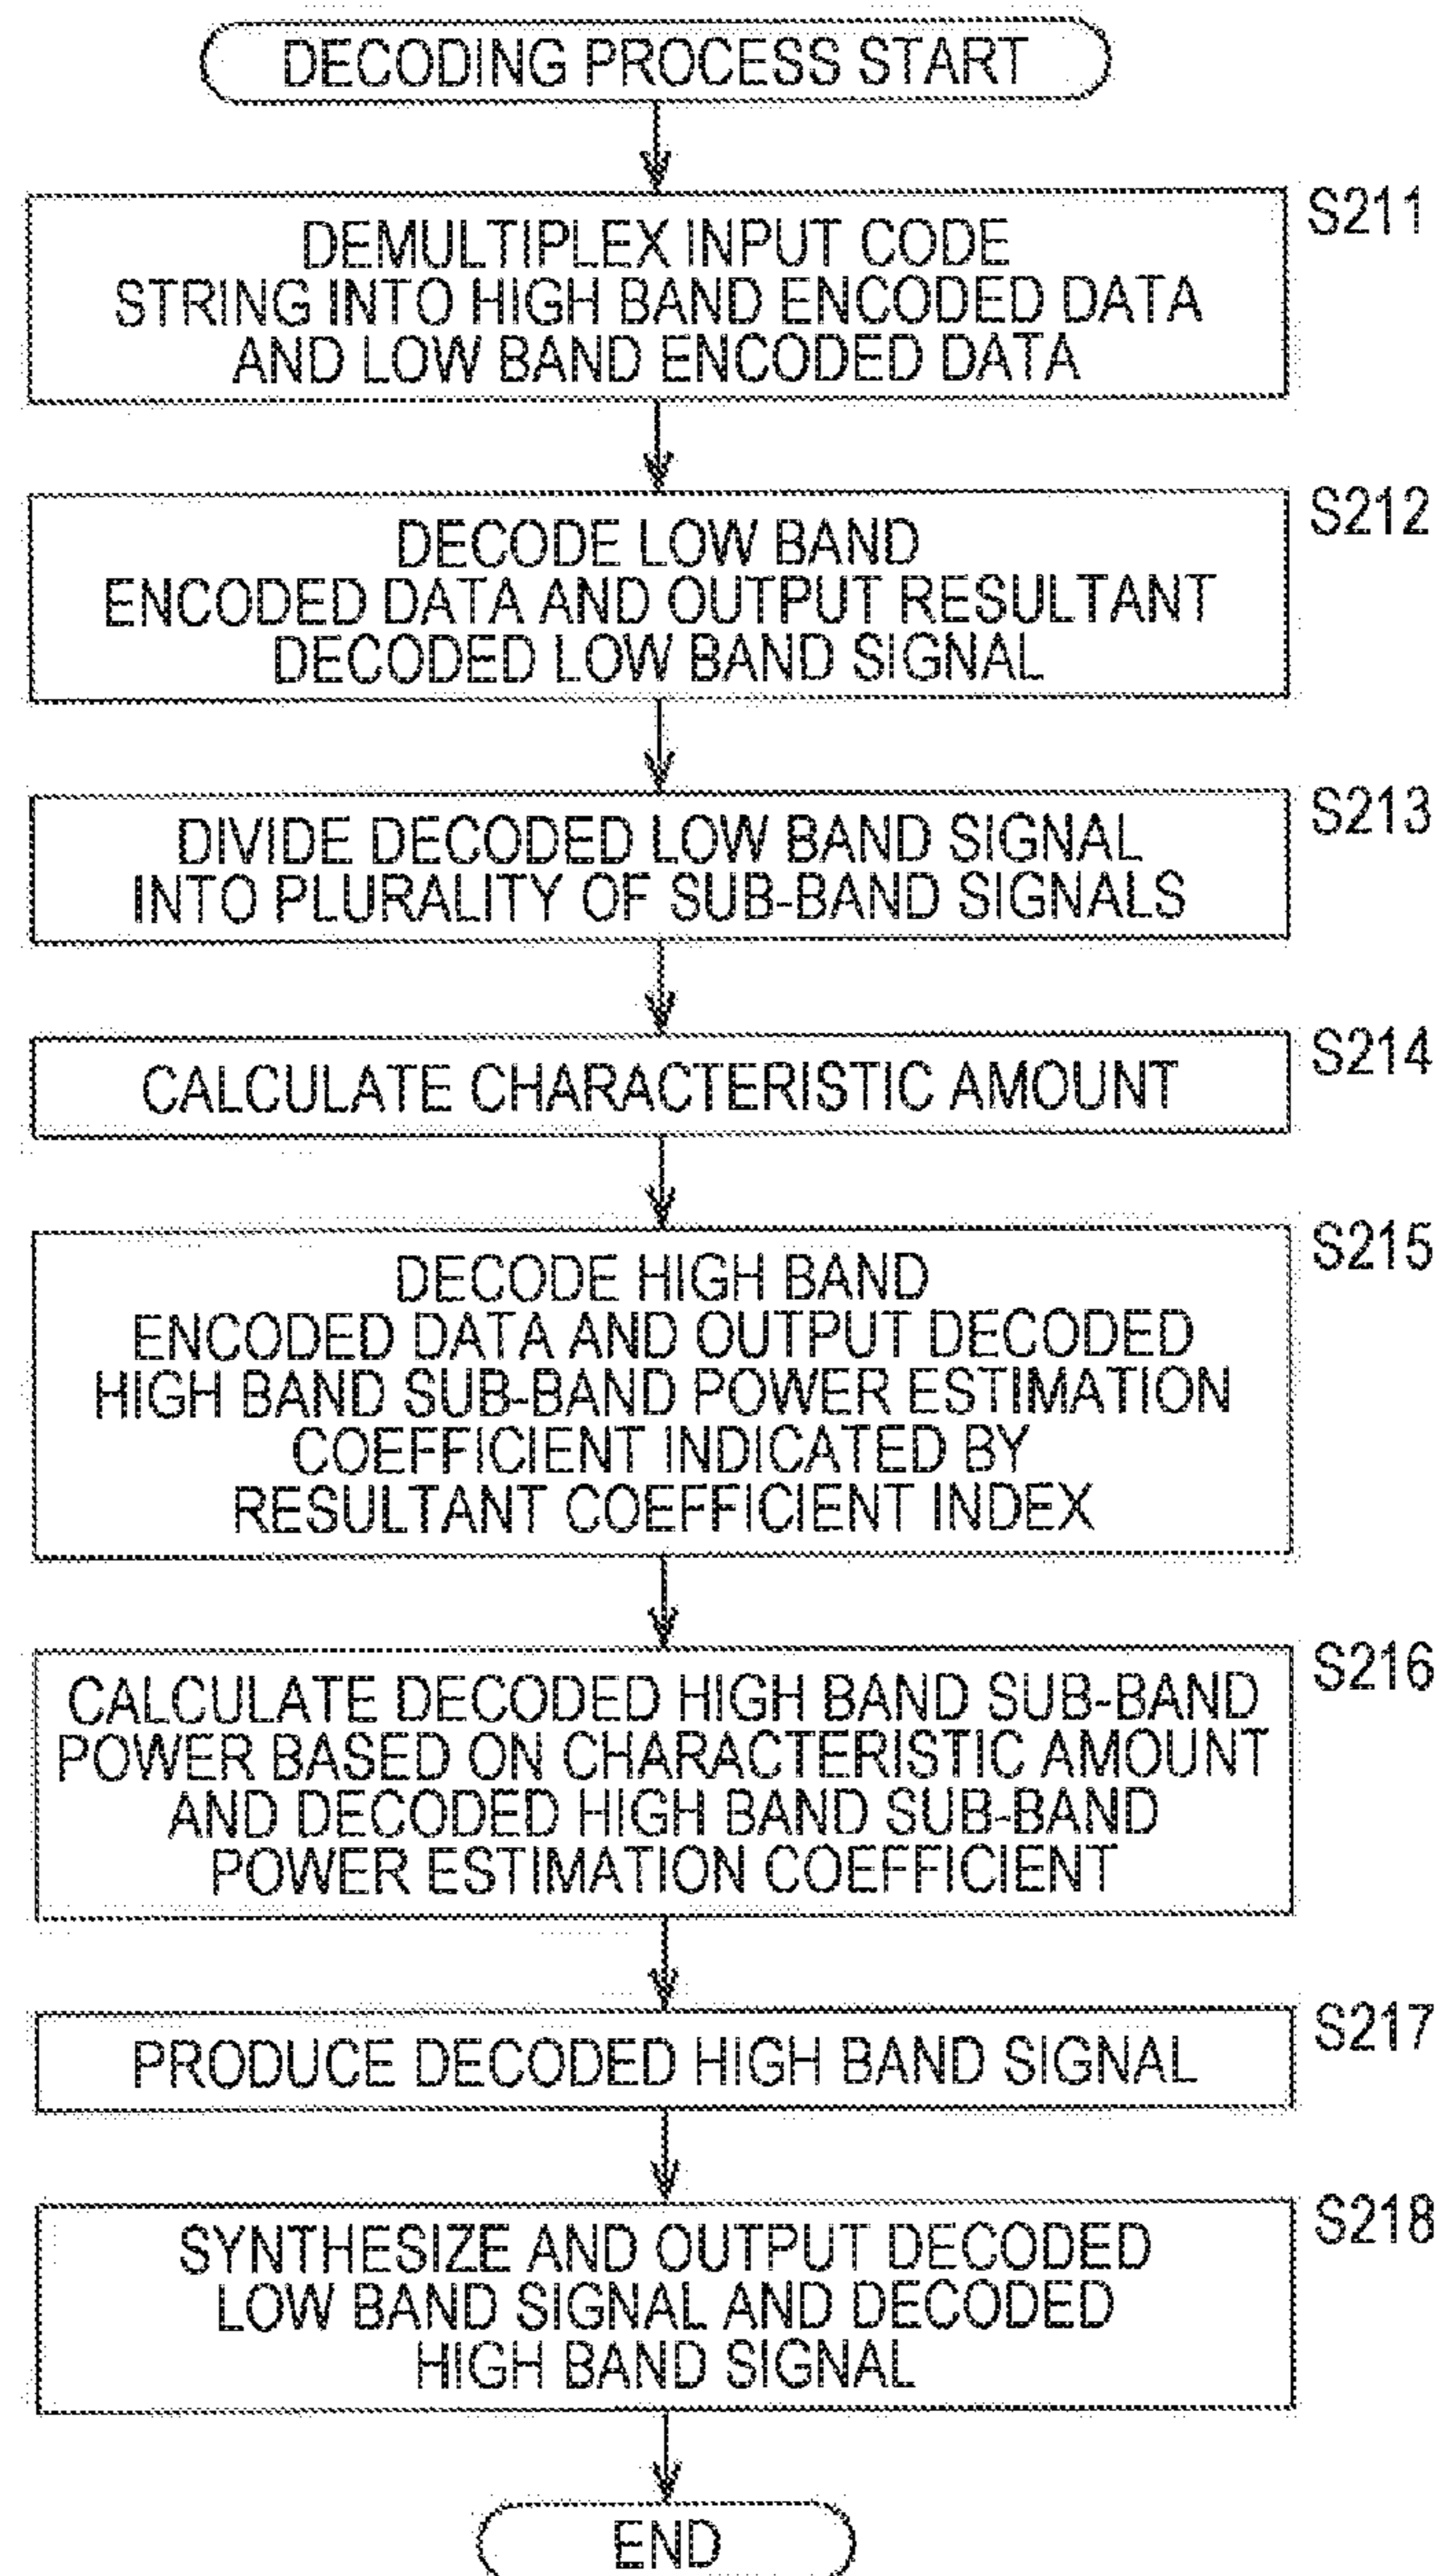 DECODING PROCESS START
S211
DEMULTIPLEX INPUT CODE
STRING INTO HIGH BAND ENCODED DATA
AND LOW BAND ENCODED DATA
S212
DECODE LOW BAND
ENCODED DATA AND OUTPUT RESULTANT
DECODED LOW BAND SIGNAL
S213
DIVIDE DECODED LOW BAND SIGNAL
INTO PLURALITY OF SUB-BAND SIGNALS
S214
CALCULATE CHARACTERISTIC AMOUNT
S215
DECODE HIGH BAND
ENCODED DATA AND OUTPUT DECODED
HIGH BAND SUB-BAND POWER ESTIMATION
COEFFICIENT INDICATED BY
RESULTANT COEFFICIENT INDEX
S216
CALCULATE DECODED HIGH BAND SUB-BAND
POWER BASED ON CHARACTERISTIC AMOUNT
AND DECODED HIGH BAND SUB-BAND
POWER ESTIMATION COEFFICIENT
S217
PRODUCE DECODED HIGH BAND SIGNAL
S218
SYNTHESIZE AND OUTPUT DECODED
LOW BAND SIGNAL AND DECODED
HIGH BAND SIGNAL
END